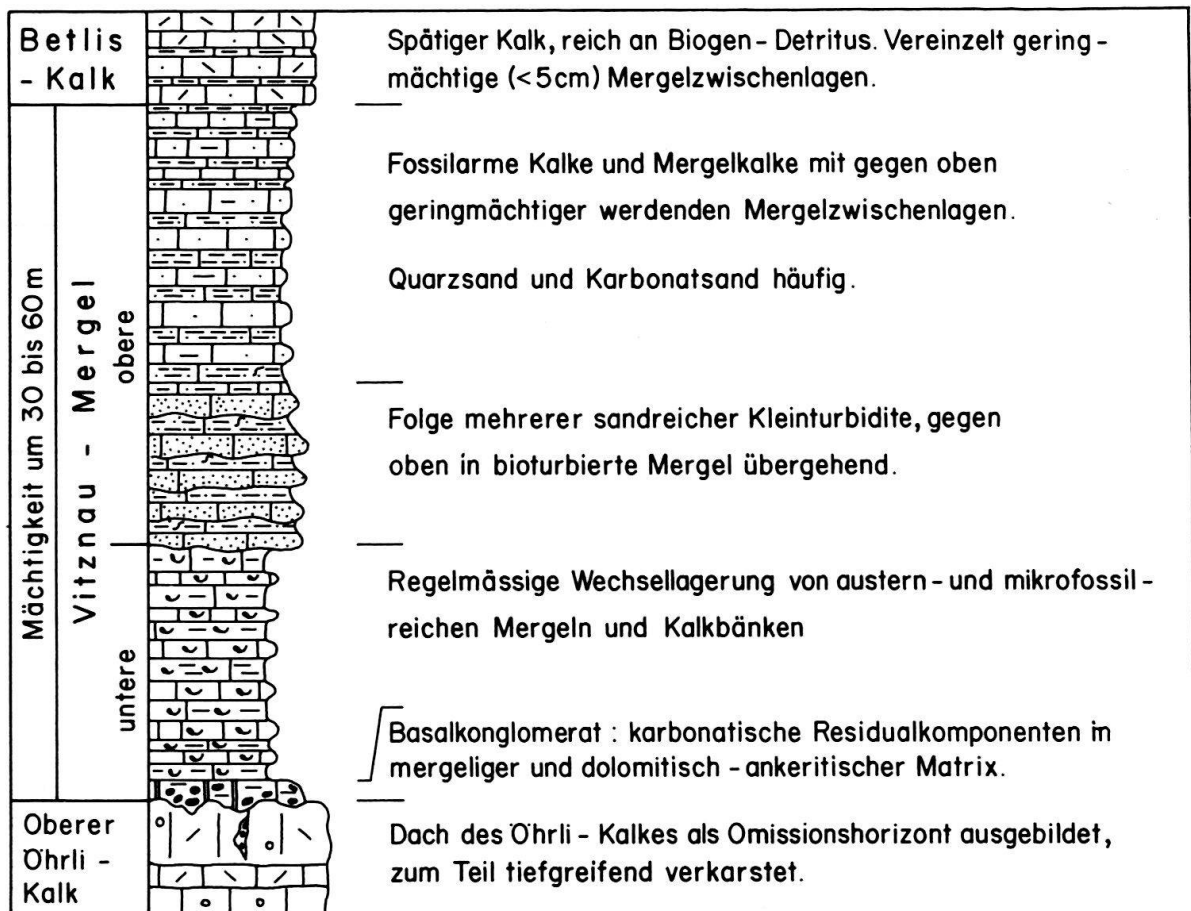 Betlis
- Kalk
Spätiger Kalk, reich an Biogen - Detritus. Vereinzelt gering -
mächtige (<5cm) Mergelzwischenlagen.
Mächtigkeit um 30 bis 60m
Vitznau - Mergel
obere
untere
Fossilarme Kalke und Mergelkalke mit gegen oben
geringmächtiger werdenden Mergelzwischenlagen.
Quarzsand und Karbonatsand häufig.
Folge mehrerer sandreicher Kleinturbidite, gegen
oben in bioturbierte Mergel übergehend.
Regelmässige Wechsellagerung von austern - und mikrofossil -
reichen Mergeln und Kalkbänken
Basalkonglomerat : karbonatische Residualkomponenten in
mergeliger und dolomitisch - ankeritischer Matrix.
Oberer
Öhrli -
Kalk
Dach des Öhrli - Kalkes als Omissionshorizont ausgebildet,
zum Teil tiefgreifend verkarstet.